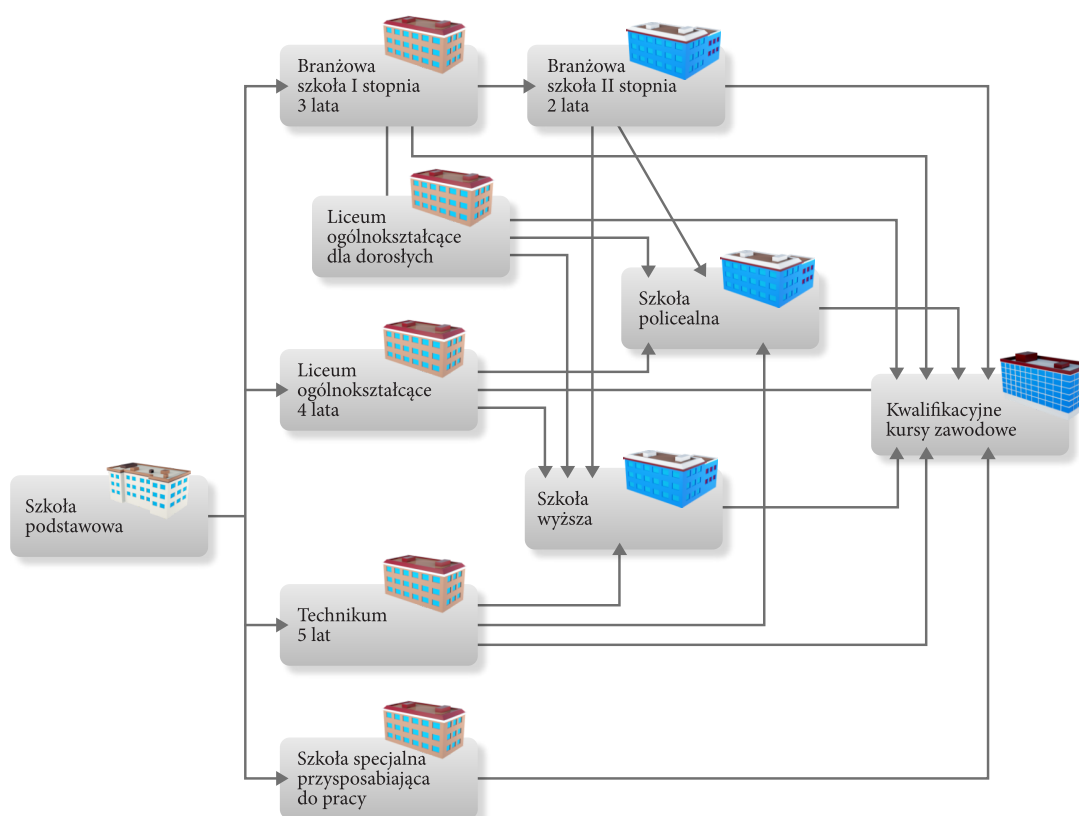 Branżowa
szkoła I stopnia
3 lata
Branżowa
szkoła II stopnia
2 lata
Liceum
ogólnokształcące
dla dorosłych
Szkoła
policealna
Liceum
ogólnokształcące
4 lata
Kwalifikacyjne
kursy zawodowe
Szkoła
podstawowa
Szkoła
wyższa
Technikum
5 lat
Szkoła specjalna
przysposabiająca
do pracy